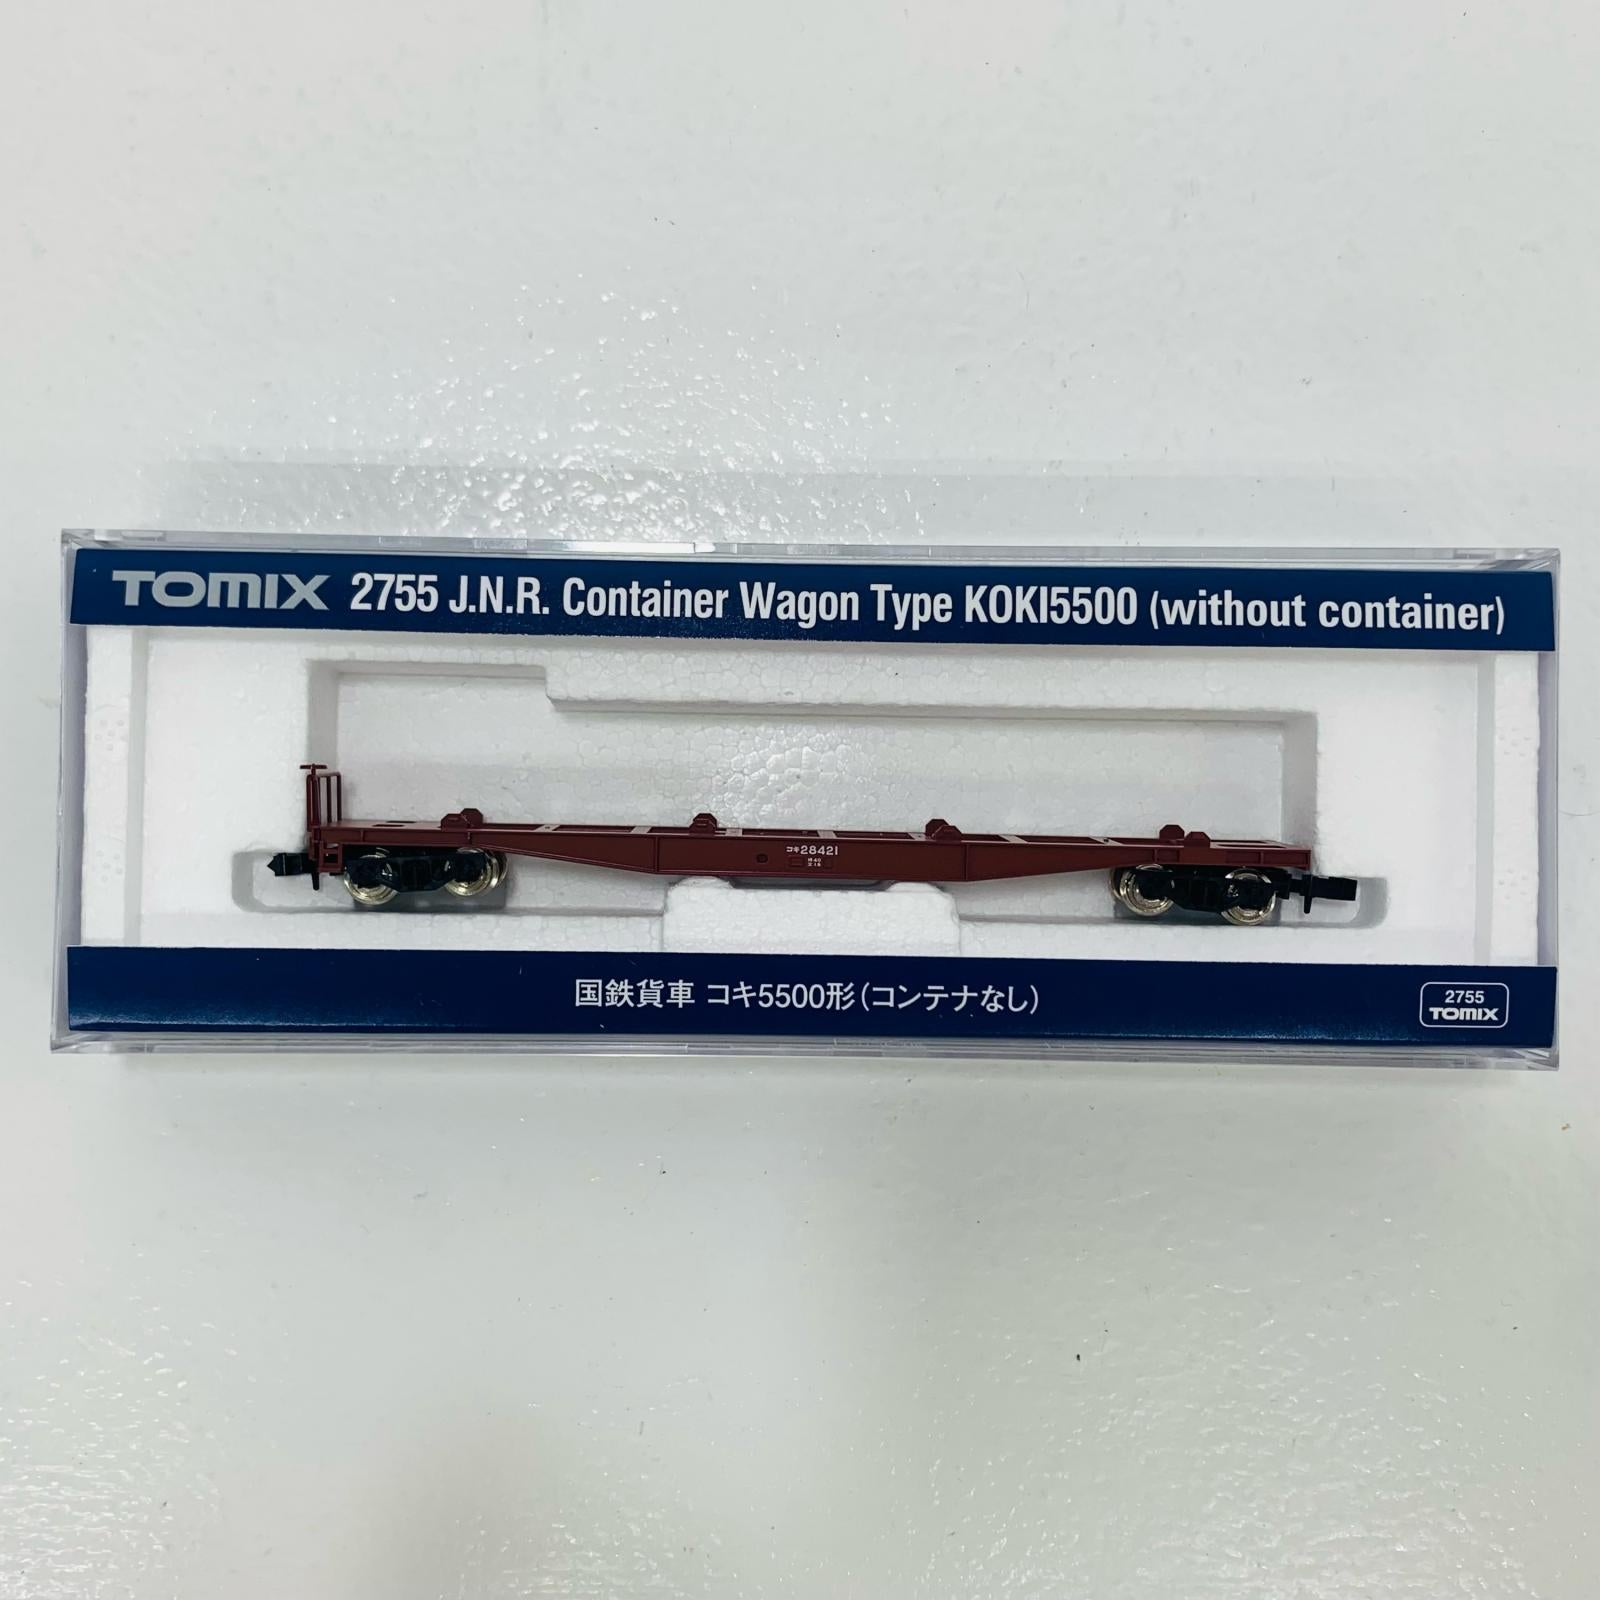 TOMIX 2755 J.N.R. Container Wagon Type KOKI5500 (without container)
コキ28421
国鉄貨車 コキ5500形(コンテナなし)
2755
TOMIX